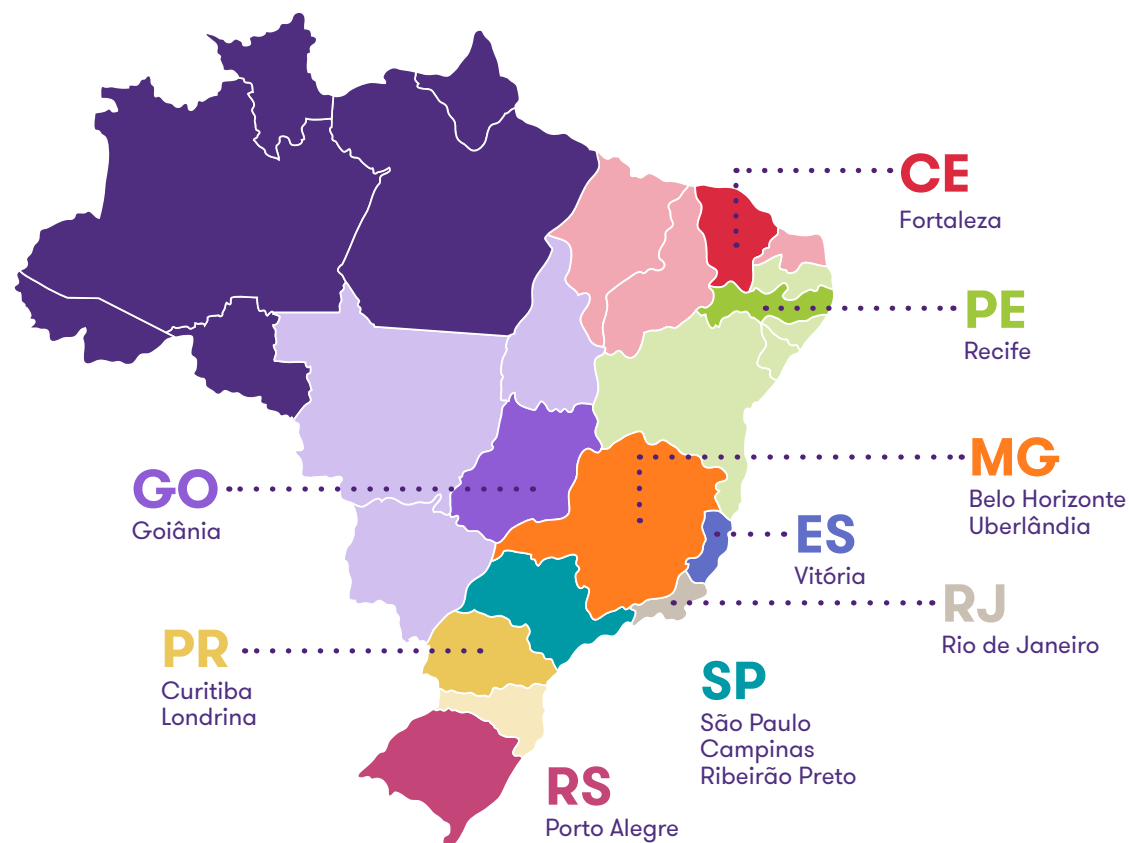 CE
Fortaleza
PE
Recife
MG
Belo Horizonte
Uberlândia
GO
Goiânia
ES
Vitória
RJ
Rio de Janeiro
PR
Curitiba
Londrina
SP
São Paulo
Campinas
Ribeirão Preto
RS
Porto Alegre